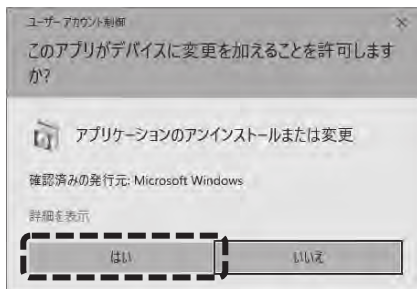 ユーザー アカウント制御
このアプリがデバイスに変更を加えることを許可します
か?
アプリケーションのアンインストールまたは変更
確認済みの発行元: Microsoft Windows
詳細を表示
はい
いいえ